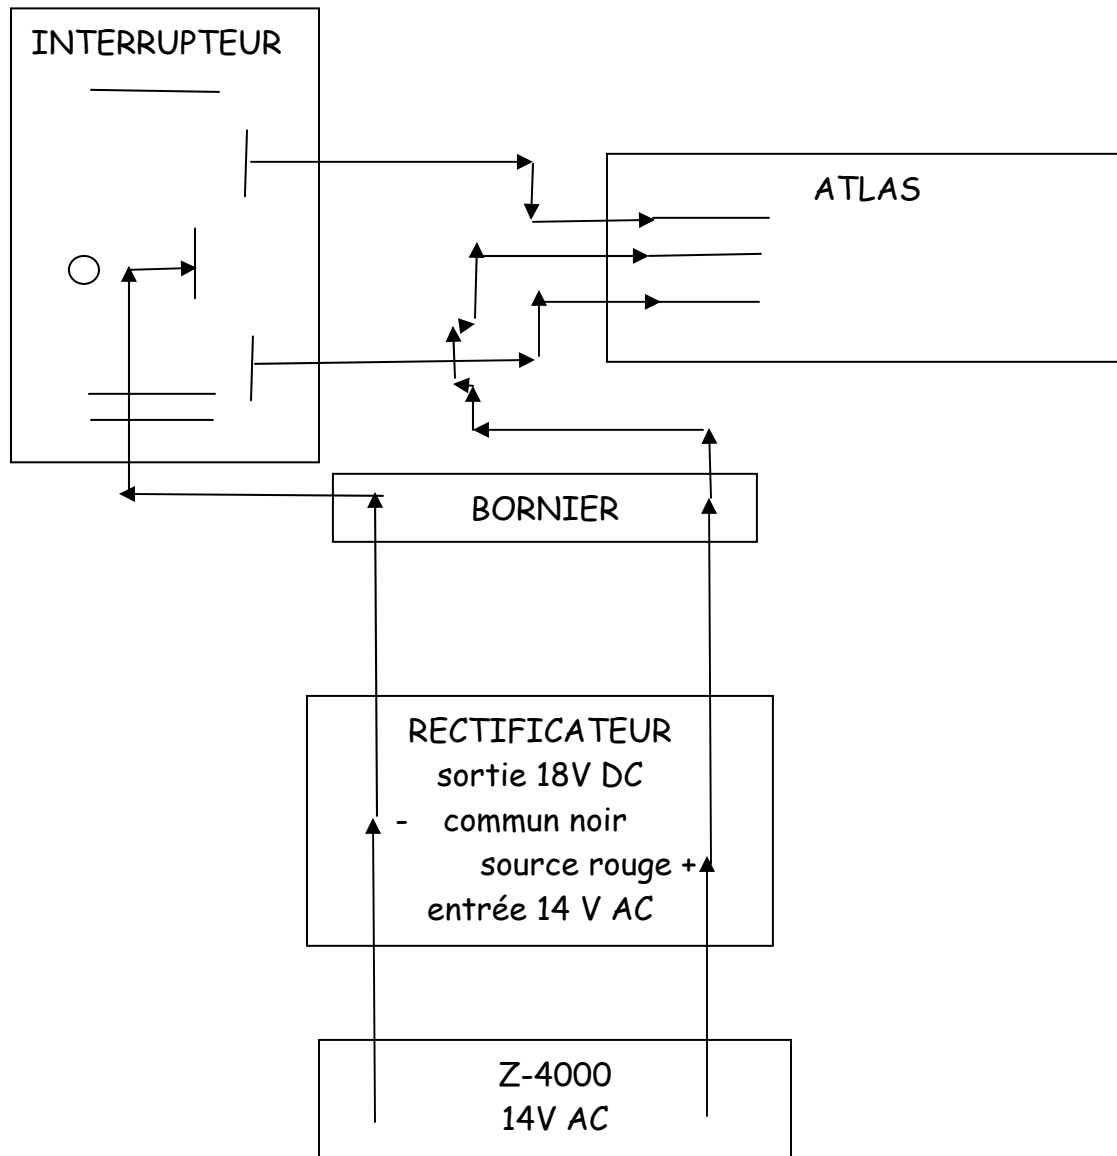 INTERRUPTEUR
ATLAS
BORNIER
RECTIFICATEUR
sortie 18V DC
- commun noir
source rouge +
entrée 14 V AC
Z-4000
14V AC